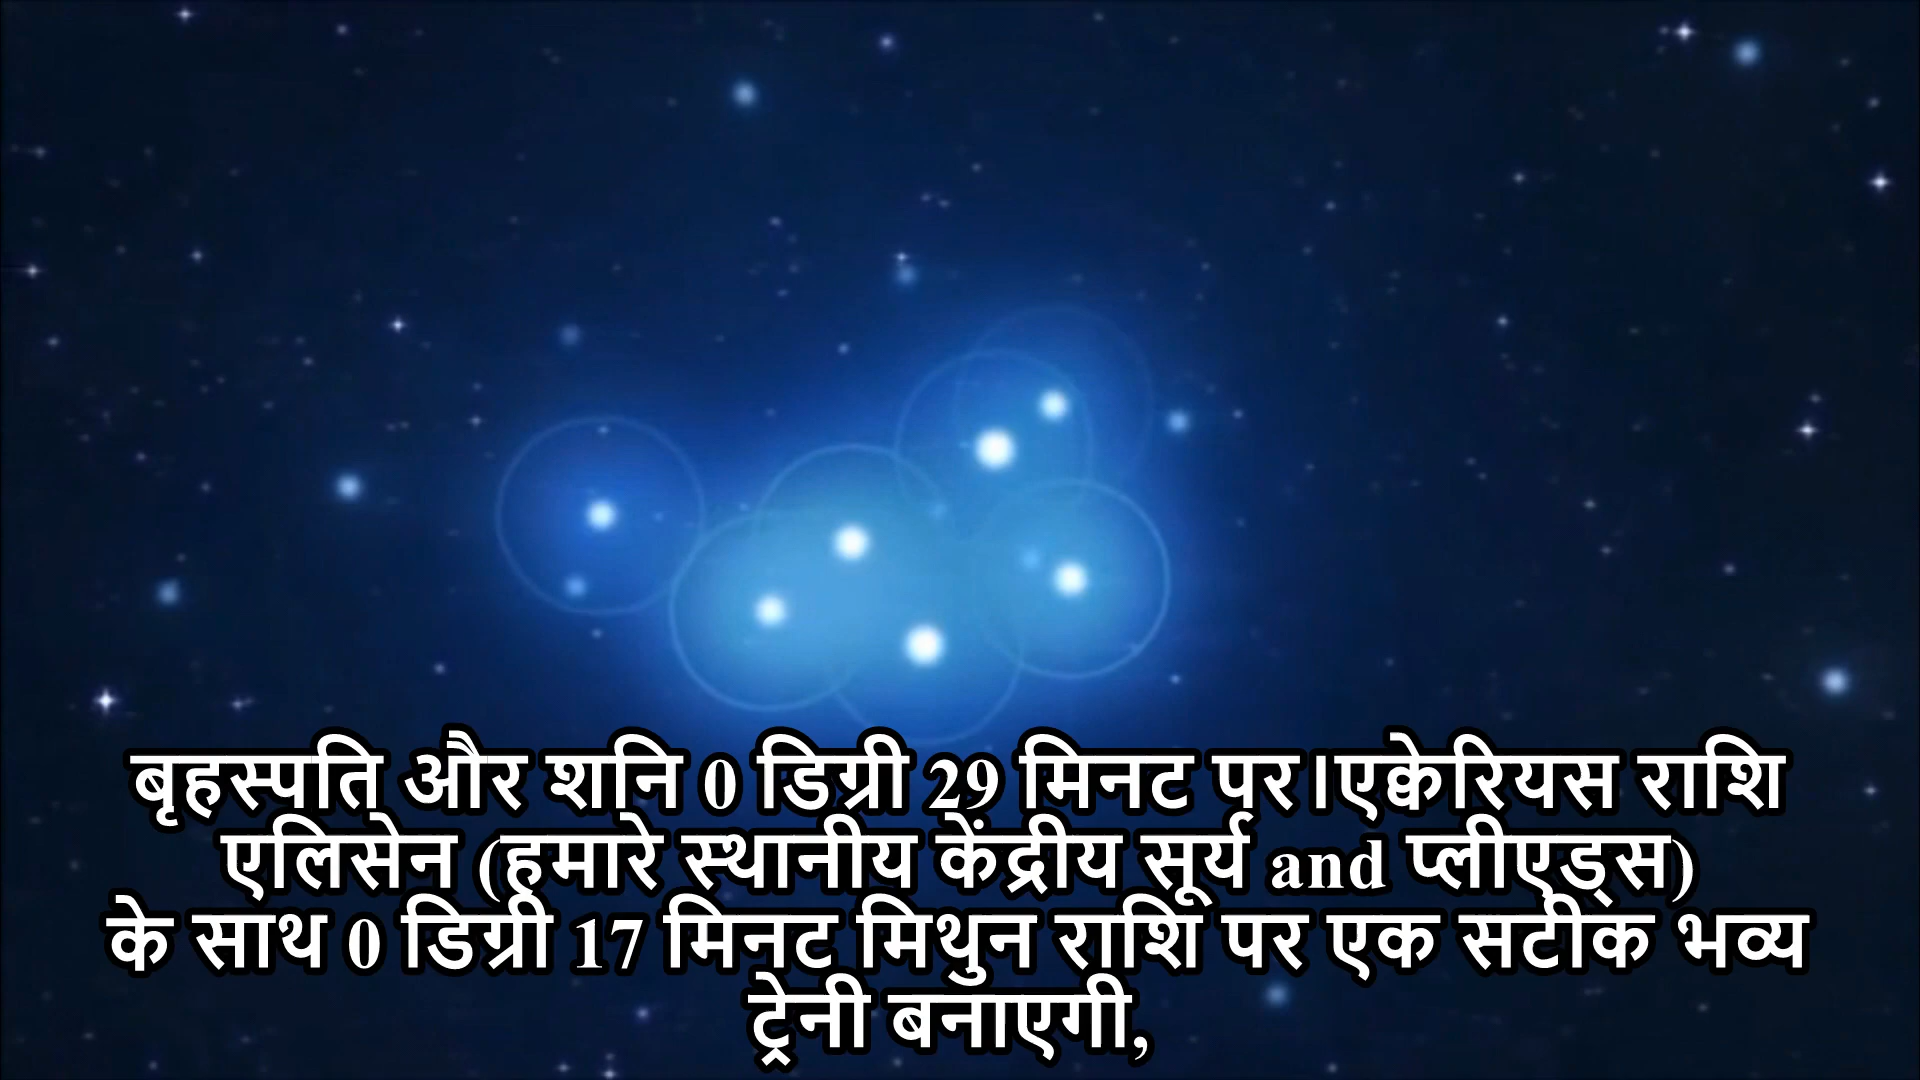 बृहस्पति और शनि 0 डिग्री 29 मिनट पर।एक्वेरियस राशि
एलिसेन (हमारे स्थानीय केंद्रीय सूर्य and प्लीएड्स)
के साथ 0 डिग्री 17 मिनट मिथुन राशि पर एक सटीक भव्य
ट्रेनी बनाएगी,